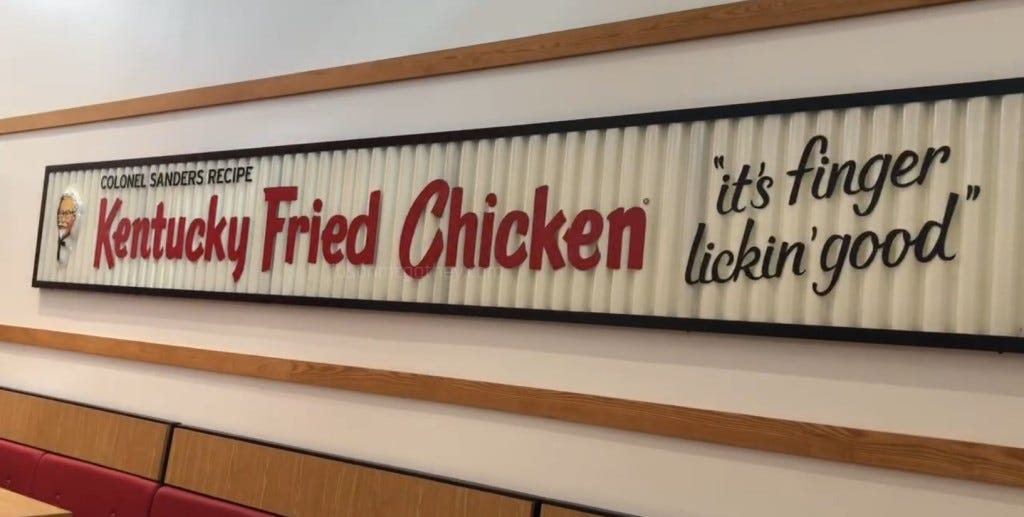 COLONEL SANDERS RECIPE
Kentucky Fried Chicken®
"it's finger
lickin' good"